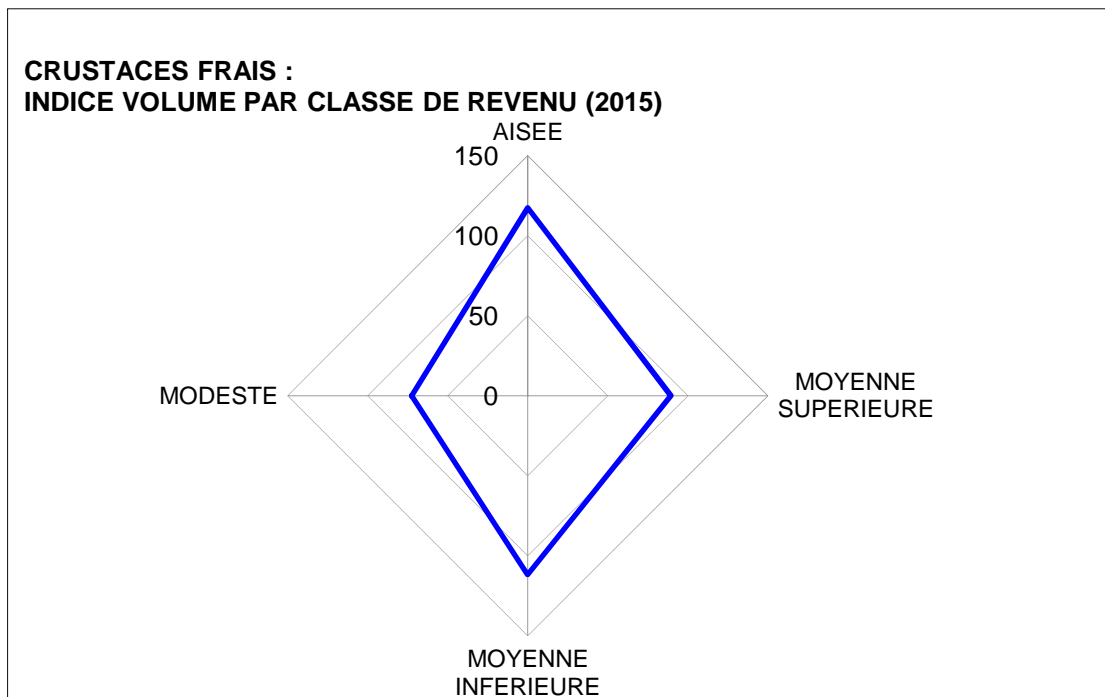 CRUSTACES FRAIS :
INDICE VOLUME PAR CLASSE DE REVENU (2015)
AISEE
150
100
50
0
MODESTE
MOYENNE
SUPERIEURE
MOYENNE
INFERIEURE